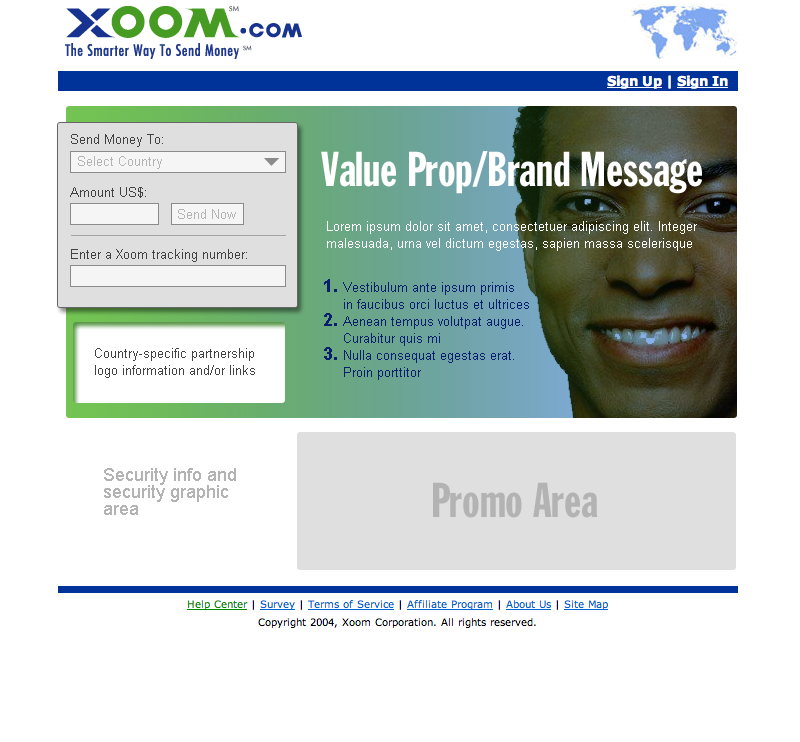 XOOM.COM SM
The Smarter Way To Send Money SM
Sign Up | Sign In
Send Money To:
Select Country
Amount US$:
Send Now
Enter a Xoom tracking number:
Country-specific partnership
logo information and/or links
Value Prop/Brand Message
Lorem ipsum dolor sit amet, consectetuer adipiscing elit. Integer
malesuada, urna vel dictum egestas, sapien massa scelerisque
1. Vestibulum ante ipsum primis
in faucibus orci luctus et ultrices
2. Aenean tempus volutpat augue.
Curabitur quis mi
3. Nulla consequat egestas erat.
Proin porttitor
Security info and
security graphic
area
Promo Area
Help Center | Survey | Terms of Service | Affiliate Program | About Us | Site Map
Copyright 2004, Xoom Corporation. All rights reserved.